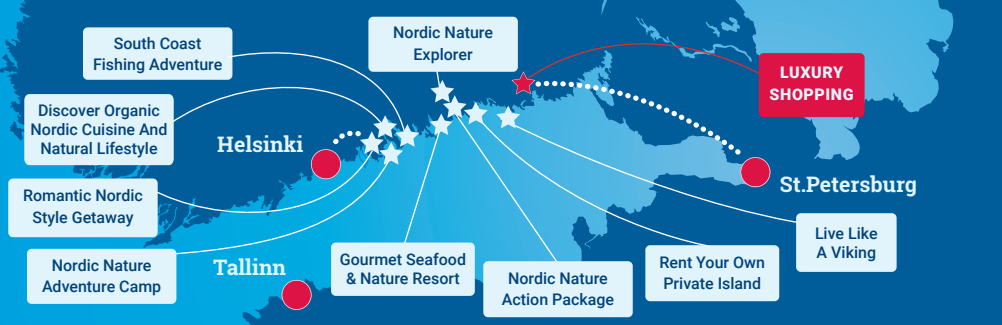 South Coast
Fishing Adventure
Nordic Nature
Explorer
LUXURY
SHOPPING
Discover Organic
Nordic Cuisine And
Natural Lifestyle
Helsinki
St.Petersburg
Romantic Nordic
Style Getaway
Live Like
A Viking
Nordic Nature
Adventure Camp
Tallinn
Gourmet Seafood
& Nature Resort
Nordic Nature
Action Package
Rent Your Own
Private Island